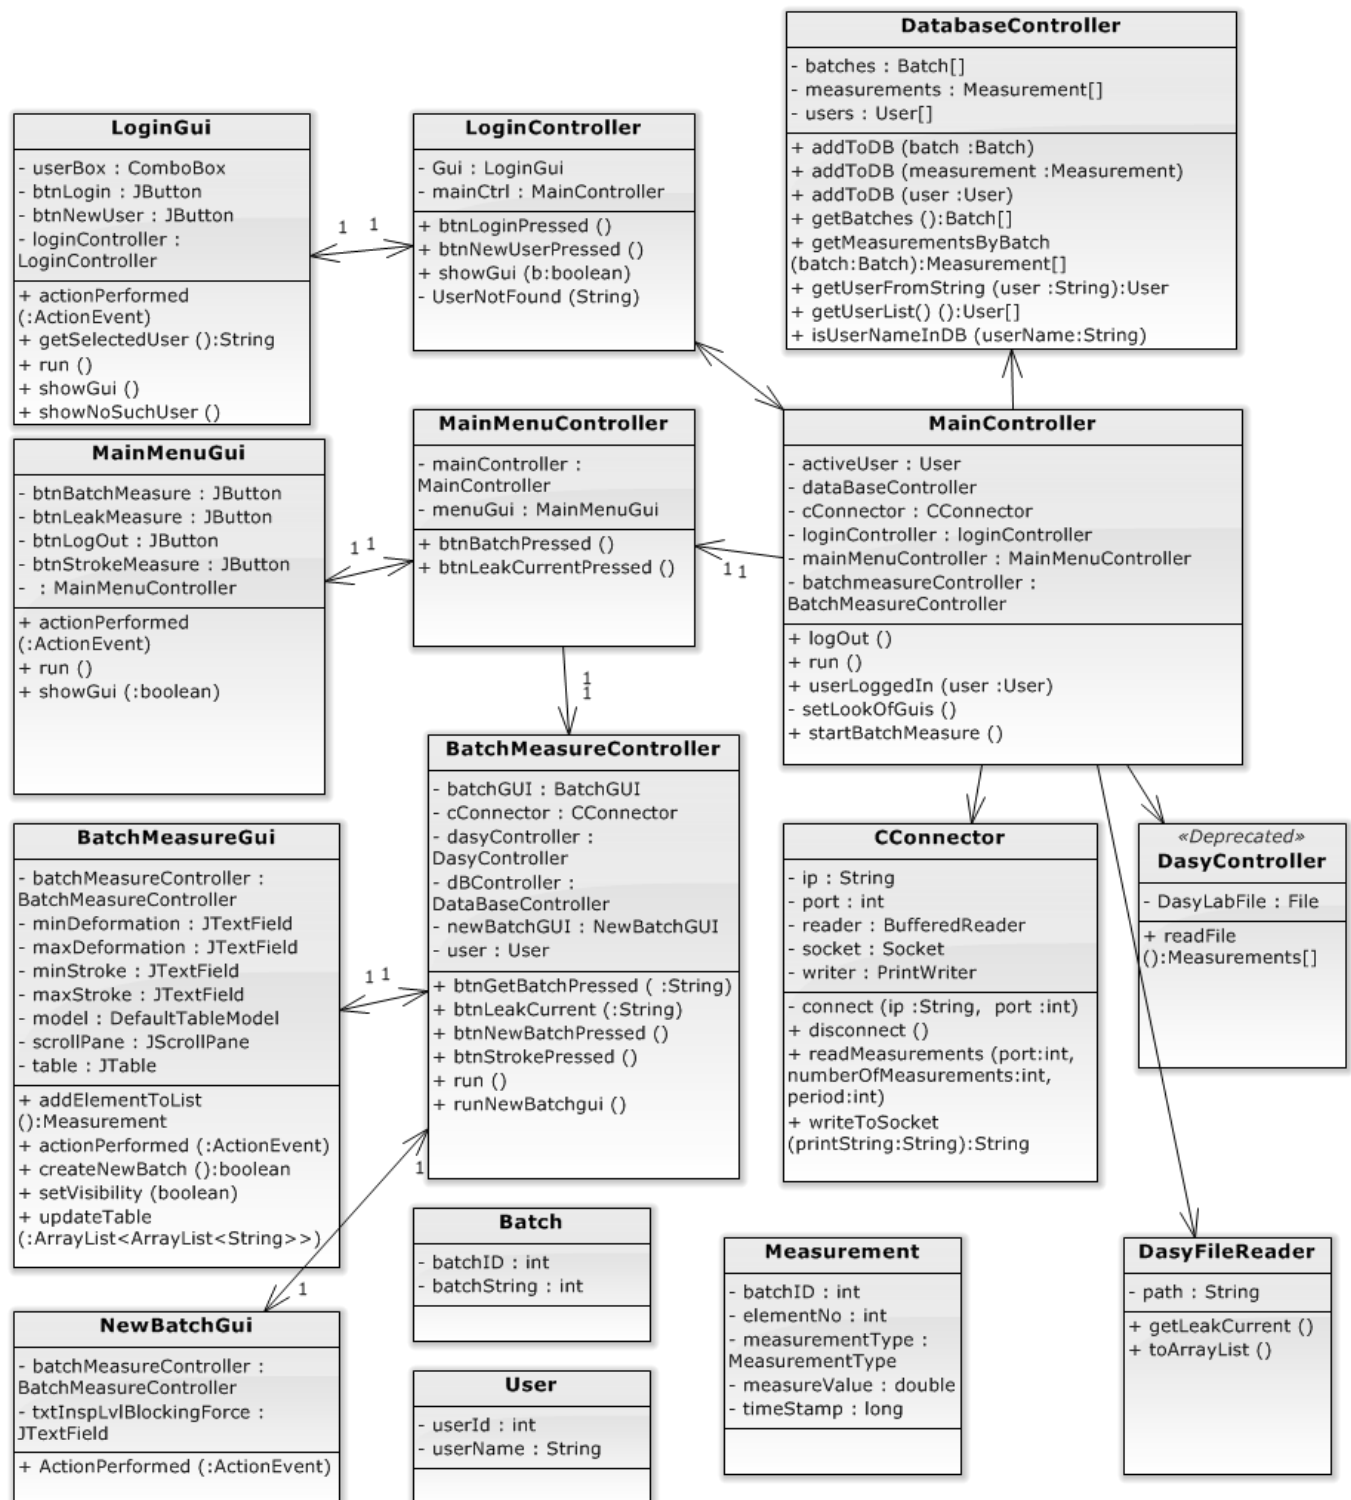 DatabaseController
- batches : Batch[]
- measurements : Measurement[]
- users : User[]
+ addToDB (batch :Batch)
+ addToDB (measurement :Measurement)
+ addToDB (user :User)
+ getBatches ():Batch[]
+ getMeasurementsByBatch
(batch:Batch):Measurement[]
+ getUserFromString (user :String):User
+ getUserList() ():User[]
+ isUserNameInDB (userName:String)
LoginGui
- userBox : ComboBox
- btnLogin : JButton
- btnNewUser : JButton
- loginController :
LoginController
+ actionPerformed
(:ActionEvent)
+ getSelectedUser ():String
+ run ()
+ showGui ()
+ showNoSuchUser ()
1 1
LoginController
- Gui : LoginGui
- mainCtrl : MainController
+ btnLoginPressed ()
+ btnNewUserPressed ()
+ showGui (b:boolean)
- UserNotFound (String)
MainMenuGui
- btnBatchMeasure : JButton
- btnLeakMeasure : JButton
- btnLogOut : JButton
- btnStrokeMeasure : JButton
- : MainMenuController
+ actionPerformed
(:ActionEvent)
+ run ()
+ showGui (:boolean)
1 1
MainMenuController
- mainController :
MainController
- menuGui : MainMenuGui
+ btnBatchPressed ()
+ btnLeakCurrentPressed ()
1 1
MainController
- activeUser : User
- dataBaseController
- cConnector : CConnector
- loginController : loginController
- mainMenuController : MainMenuController
- batchmeasureController :
BatchMeasureController
+ logOut ()
+ run ()
+ userLoggedIn (user :User)
- setLookOfGuis ()
+ startBatchMeasure ()
1
1
BatchMeasureGui
- batchMeasureController :
BatchMeasureController
- minDeformation : JTextField
- maxDeformation : JTextField
- minStroke : JTextField
- maxStroke : JTextField
- model : DefaultTableModel
- scrollPane : JScrollPane
- table : JTable
+ addElementToList
():Measurement
+ actionPerformed (:ActionEvent)
+ createNewBatch ():boolean
+ setVisibility (boolean)
+ updateTable
(:ArrayList<ArrayList<String>>)
1 1
BatchMeasureController
- batchGUI : BatchGUI
- cConnector : CConnector
- dasyController :
DasyController
- dBController :
DataBaseController
- newBatchGUI : NewBatchGUI
- user : User
+ btnGetBatchPressed ( :String)
+ btnLeakCurrent (:String)
+ btnNewBatchPressed ()
+ btnStrokePressed ()
+ run ()
+ runNewBatchgui ()
1
1
CConnector
- ip : String
- port : int
- reader : BufferedReader
- socket : Socket
- writer : PrintWriter
- connect (ip :String, port :int)
+ disconnect ()
+ readMeasurements (port:int,
numberOfMeasurements:int,
period:int)
+ writeToSocket
(printString:String):String
«Deprecated»
DasyController
- DasyLabFile : File
+ readFile
():Measurements[]
NewBatchGui
- batchMeasureController :
BatchMeasureController
- txtInspLvlBlockingForce :
JTextField
+ ActionPerformed (:ActionEvent)
Batch
- batchID : int
- batchString : int
User
- userId : int
- userName : String
Measurement
- batchID : int
- elementNo : int
- measurementType :
MeasurementType
- measureValue : double
- timeStamp : long
DasyFileReader
- path : String
+ getLeakCurrent ()
+ toArrayList ()